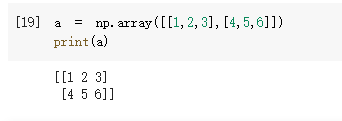 [19] a = np.array([[1,2,3],[4,5,6]])
print(a)
[[1 2 3]
[4 5 6]]